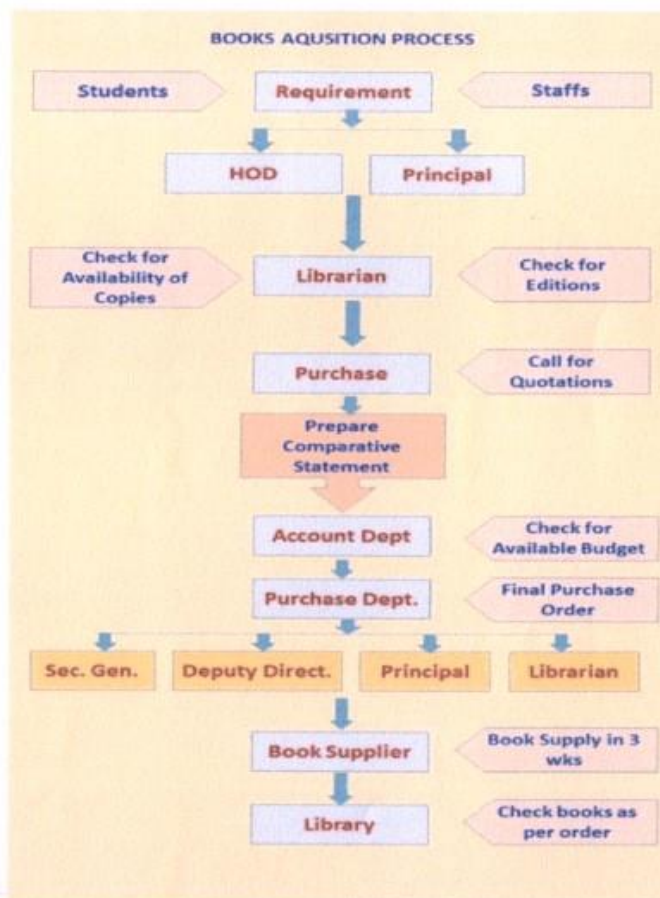 BOOKS AQUSITION PROCESS
Students
Requirement
Staffs
HOD
Principal
Check for
Availability of
Copies
Librarian
Check for
Editions
Purchase
Call for
Quotations
Prepare
Comparative
Statement
Account Dept
Check for
Available Budget
Purchase Dept.
Final Purchase
Order
Sec. Gen.
Deputy Direct.
Principal
Librarian
Book Supplier
Book Supply in 3
wks
Library
Check books as
per order